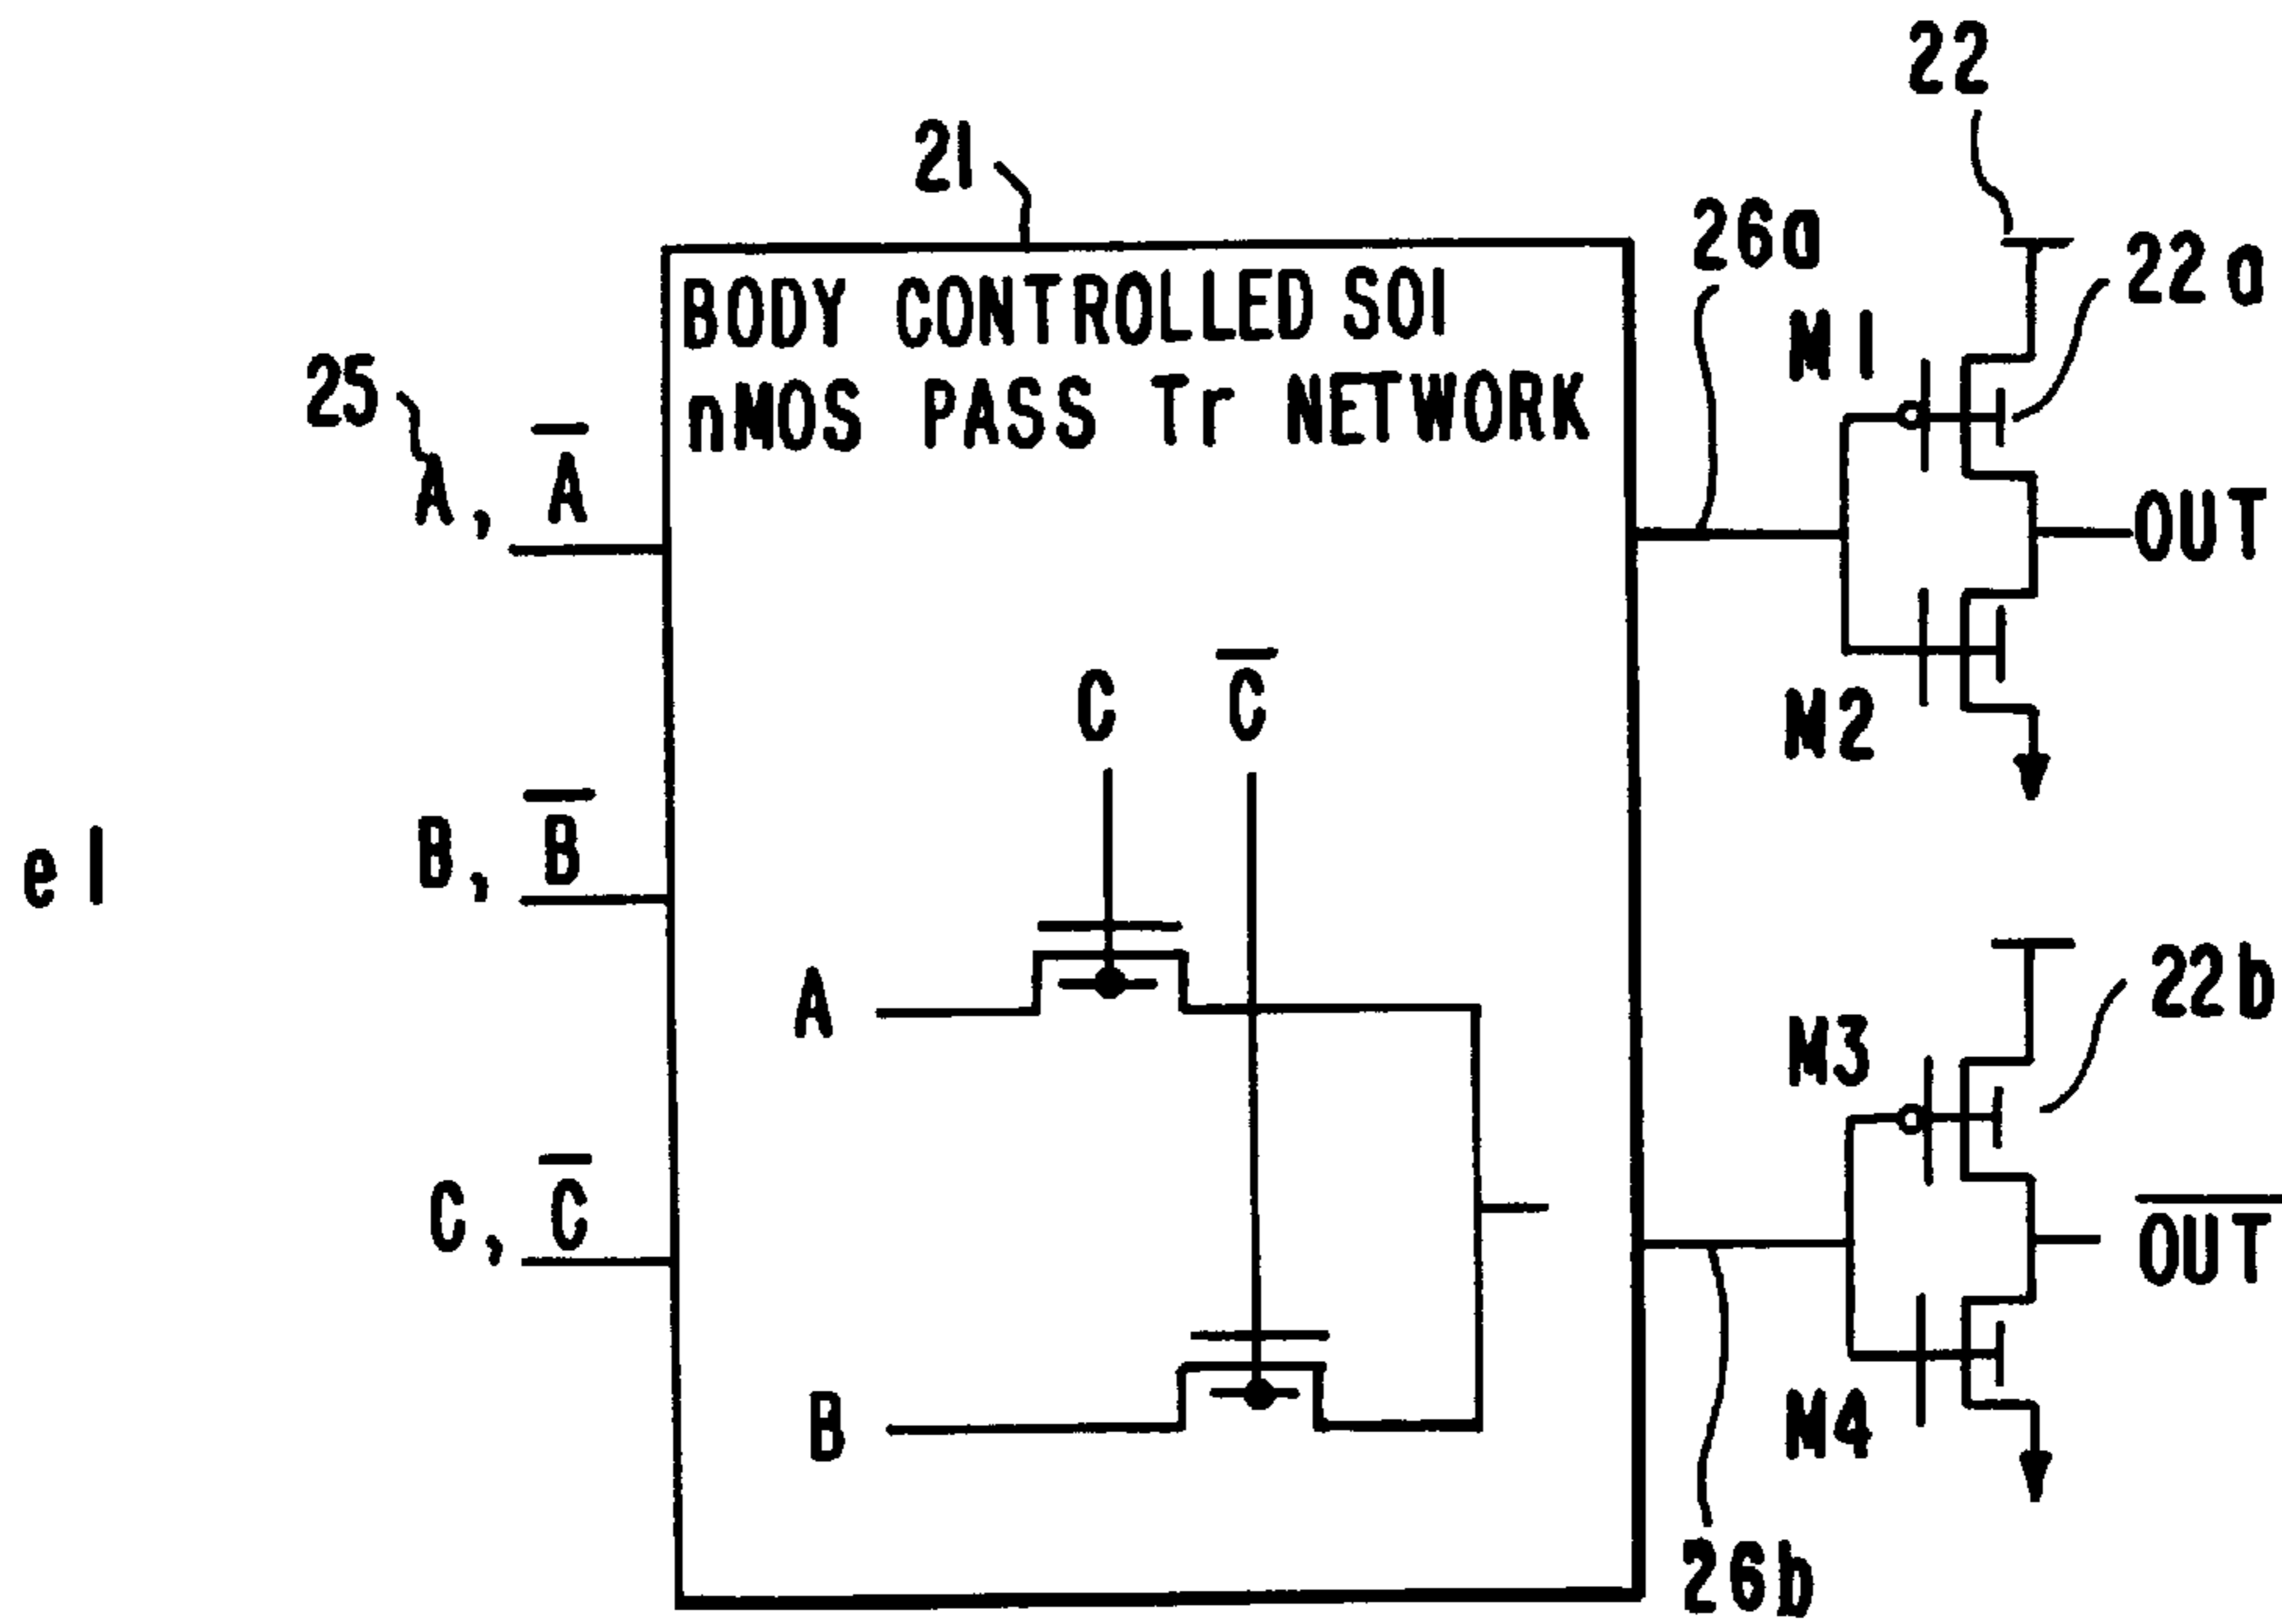 22
21
26a
22a
BODY CONTROLLED SOI
nMOS PASS Tr NETWORK
M1
25
A, A̅
OUT
C C̅
M2
B, B̅
e1
22b
A
M3
C, C̅
O̅U̅T̅
B
M4
26b